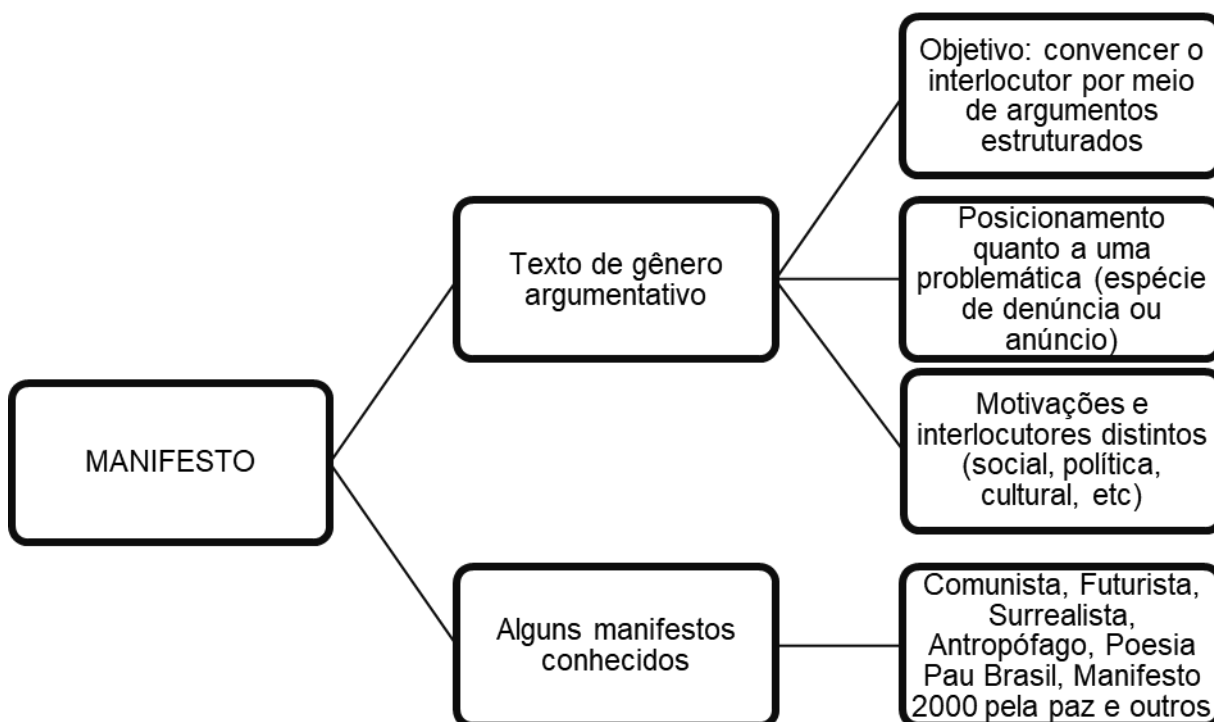 MANIFESTO
Texto de gênero
argumentativo
Objetivo: convencer o
interlocutor por meio
de argumentos
estruturados
Posicionamento
quanto a uma
problemática (espécie
de denúncia ou
anúncio)
Motivações e
interlocutores distintos
(social, política,
cultural, etc)
Alguns manifestos
conhecidos
Comunista, Futurista,
Surrealista,
Antropófago, Poesia
Pau Brasil, Manifesto
2000 pela paz e outros